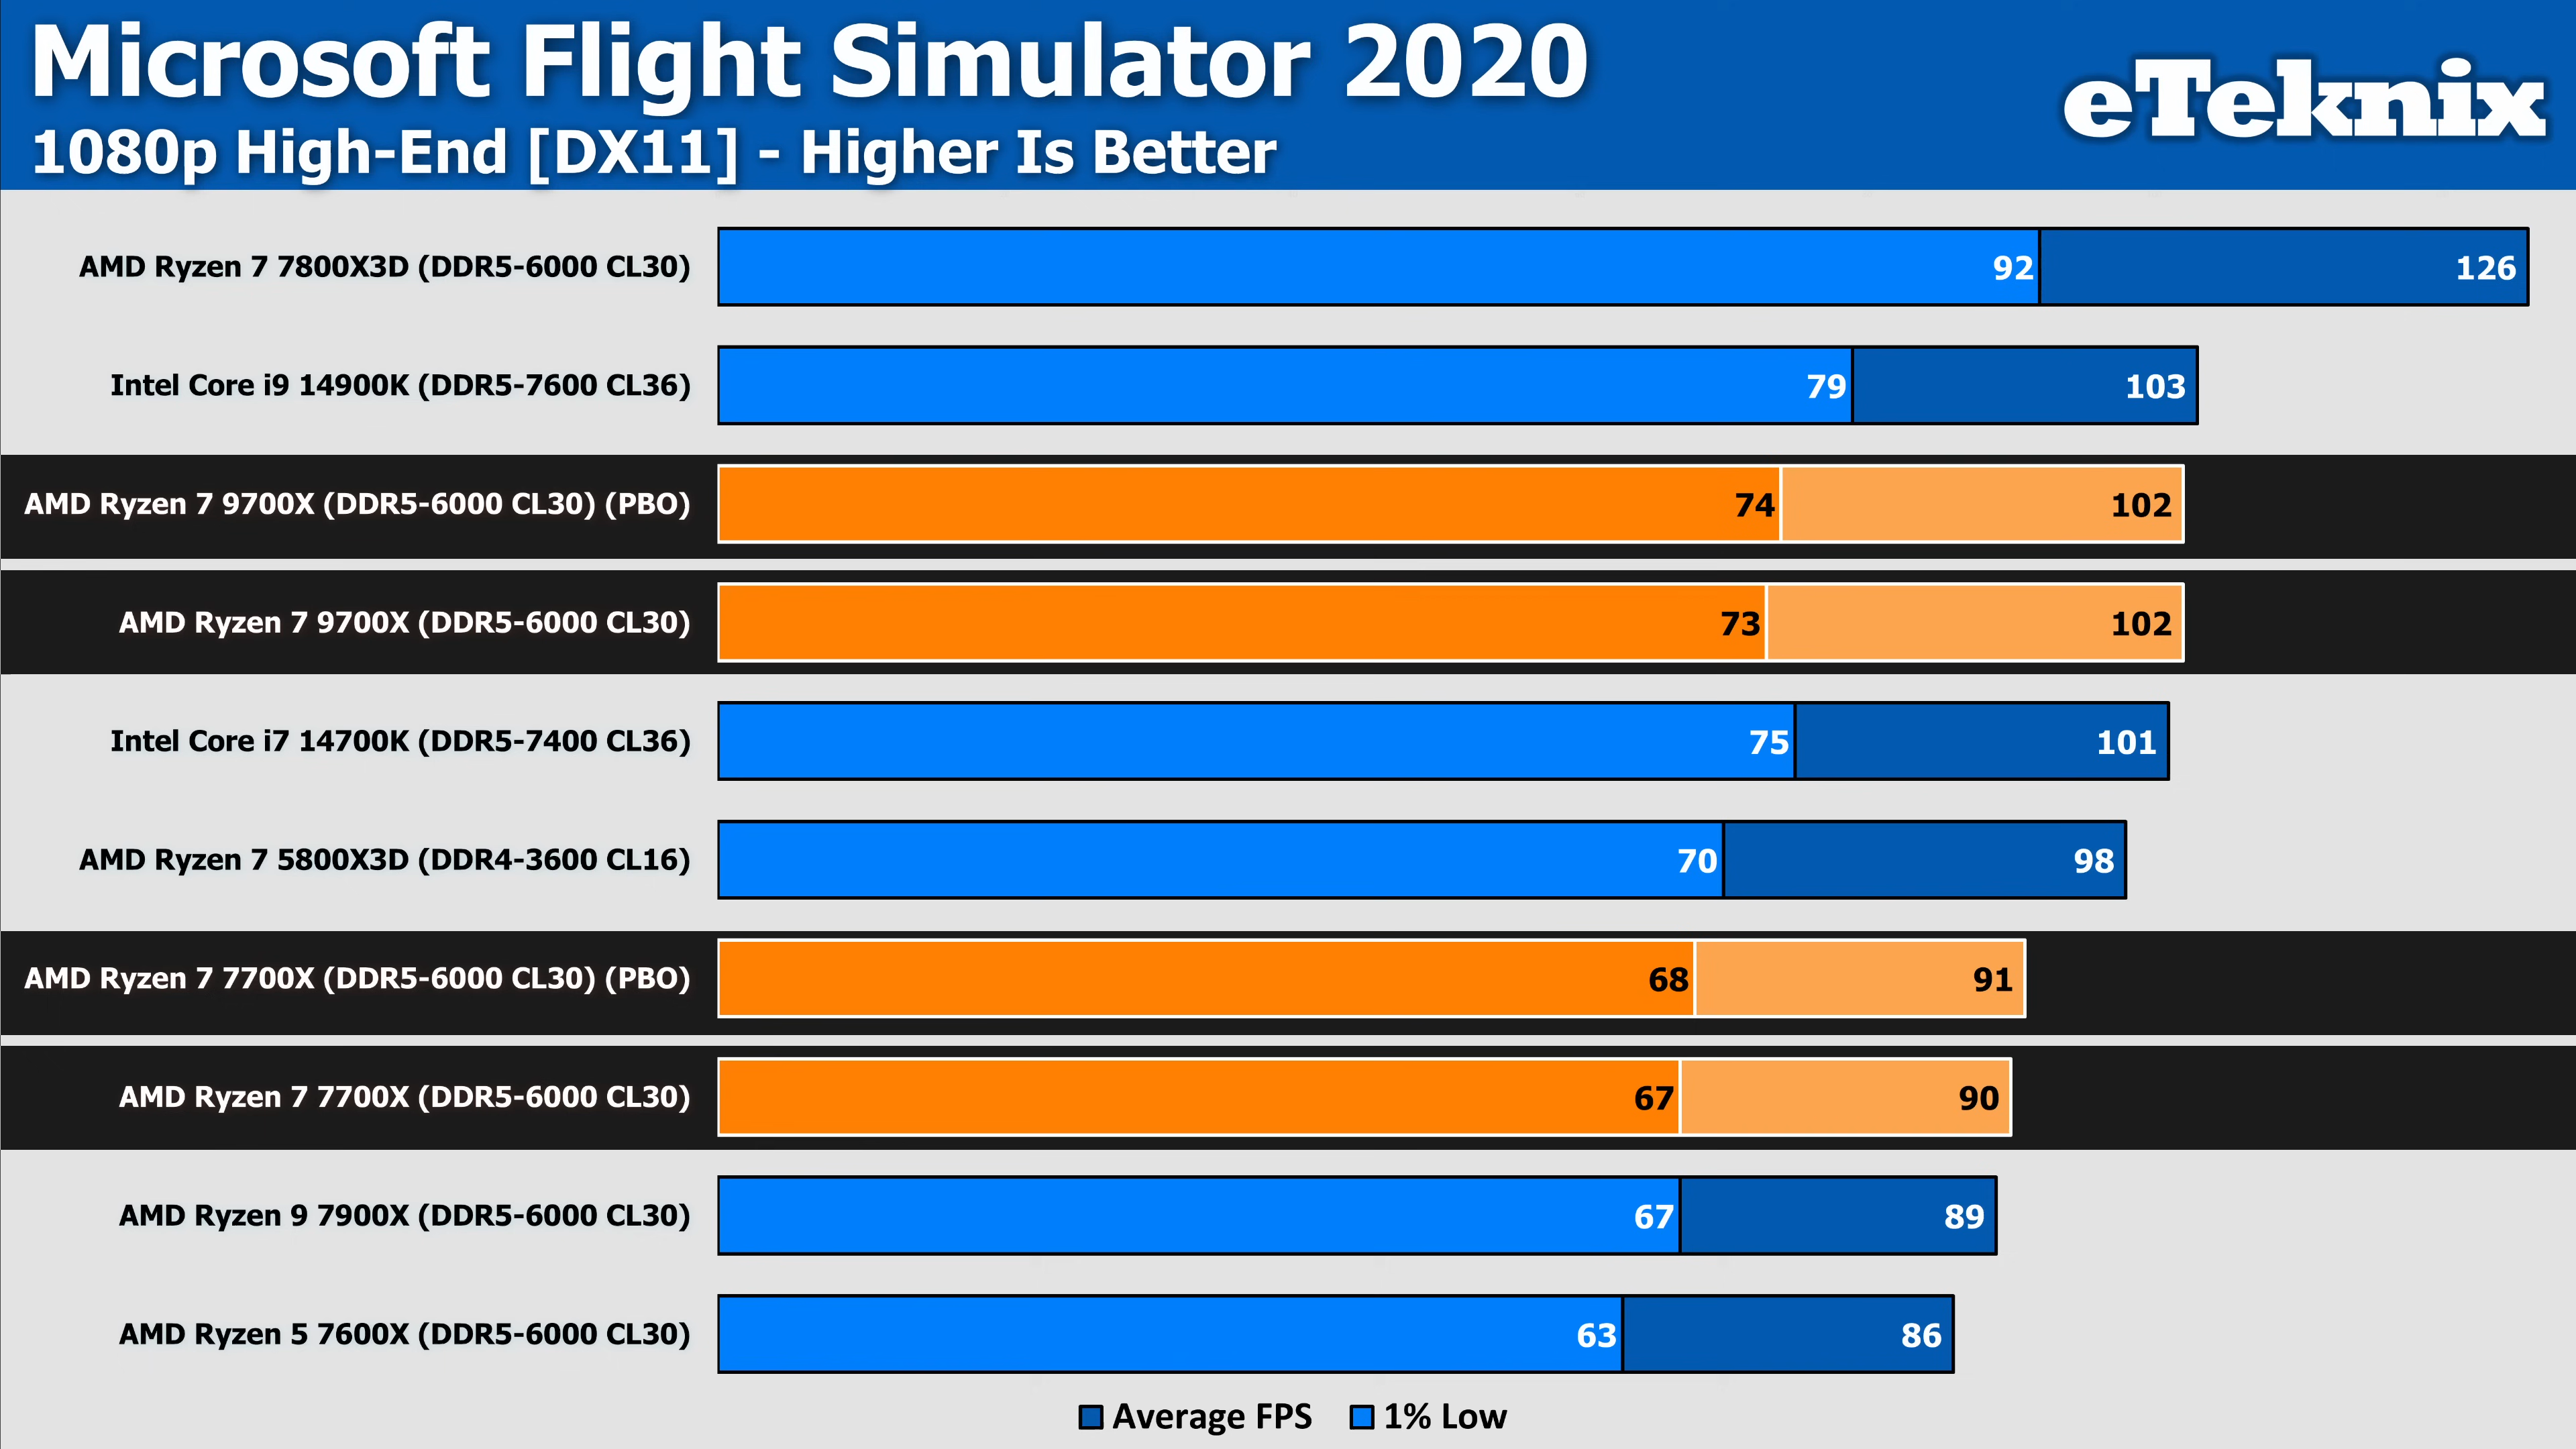 Microsoft Flight Simulator 2020
1080p High-End [DX11] - Higher Is Better
eTeknix
AMD Ryzen 7 7800X3D (DDR5-6000 CL30) 92 126
Intel Core i9 14900K (DDR5-7600 CL36) 79 103
AMD Ryzen 7 9700X (DDR5-6000 CL30) (PBO) 74 102
AMD Ryzen 7 9700X (DDR5-6000 CL30) 73 102
Intel Core i7 14700K (DDR5-7400 CL36) 75 101
AMD Ryzen 7 5800X3D (DDR4-3600 CL16) 70 98
AMD Ryzen 7 7700X (DDR5-6000 CL30) (PBO) 68 91
AMD Ryzen 7 7700X (DDR5-6000 CL30) 67 90
AMD Ryzen 9 7900X (DDR5-6000 CL30) 67 89
AMD Ryzen 5 7600X (DDR5-6000 CL30) 63 86
Average FPS 1% Low